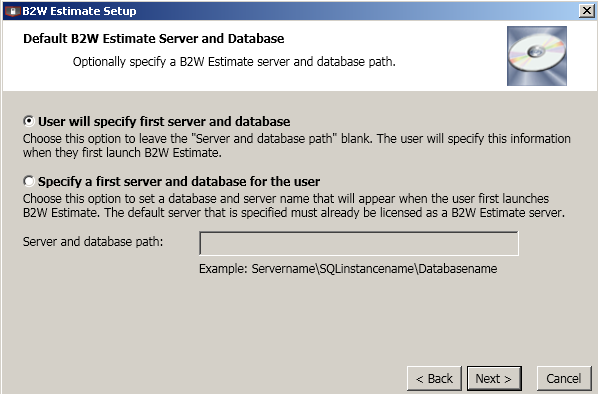 B2W Estimate Setup
Default B2W Estimate Server and Database
Optionally specify a B2W Estimate server and database path.
User will specify first server and database
Choose this option to leave the "Server and database path" blank. The user will specify this information
when they first launch B2W Estimate.
Specify a first server and database for the user
Choose this option to set a database and server name that will appear when the user first launches
B2W Estimate. The default server that is specified must already be licensed as a B2W Estimate server.
Server and database path:
Example: Servername\SQLinstancename\Databasename
< Back Next > Cancel